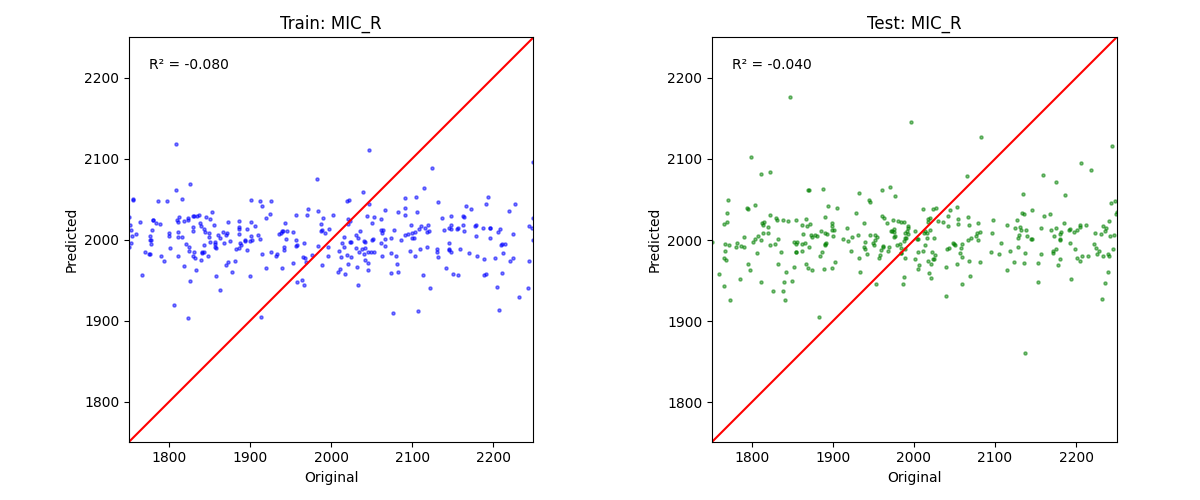 Train: MIC_R
R² = -0.080
2200
2100
2000
1900
1800
Predicted
1800 1900 2000 2100 2200
Original
Test: MIC_R
R² = -0.040
2200
2100
2000
1900
1800
Predicted
1800 1900 2000 2100 2200
Original